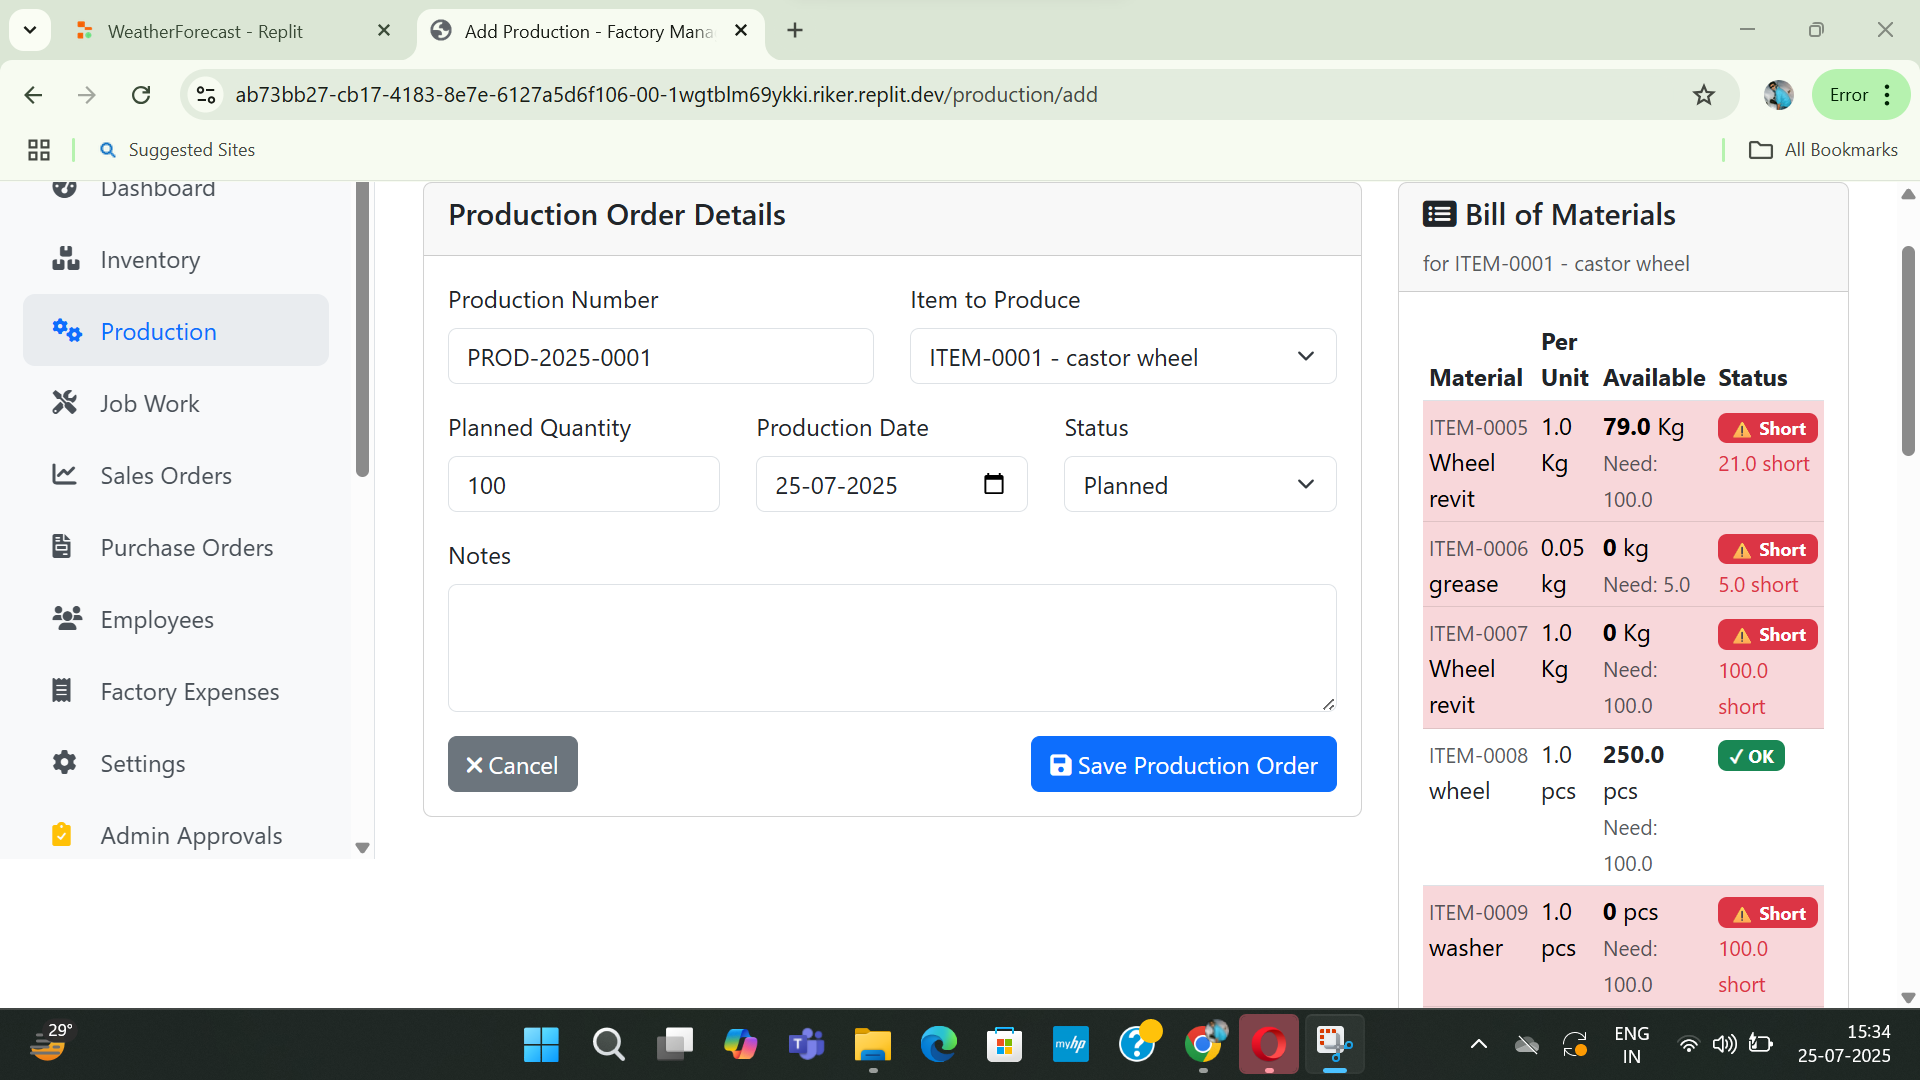 WeatherForecast - Replit
Add Production - Factory Mana
ab73bb27-cb17-4183-8e7e-6127a5d6f106-00-1wgtblm69ykki.riker.replit.dev/production/add
Error
Suggested Sites
All Bookmarks
Dashboard
Inventory
Production
Job Work
Sales Orders
Purchase Orders
Employees
Factory Expenses
Settings
Admin Approvals
Production Order Details
Production Number
Item to Produce
PROD-2025-0001
ITEM-0001 - castor wheel
Planned Quantity
Production Date
Status
100
25-07-2025
Planned
Notes
Cancel
Save Production Order
Bill of Materials
for ITEM-0001 - castor wheel
Per
Material Unit Available Status
ITEM-0005 1.0 79.0 Kg Short
Wheel Kg Need: 21.0 short
revit 100.0
ITEM-0006 0.05 0 kg Short
grease kg Need: 5.0 5.0 short
ITEM-0007 1.0 0 Kg Short
Wheel Kg Need: 100.0
revit 100.0 short
ITEM-0008 1.0 250.0 ✓ OK
wheel pcs pcs
Need:
100.0
ITEM-0009 1.0 0 pcs Short
washer pcs Need: 100.0
100.0 short
29°
myhp
ENG
IN
15:34
25-07-2025